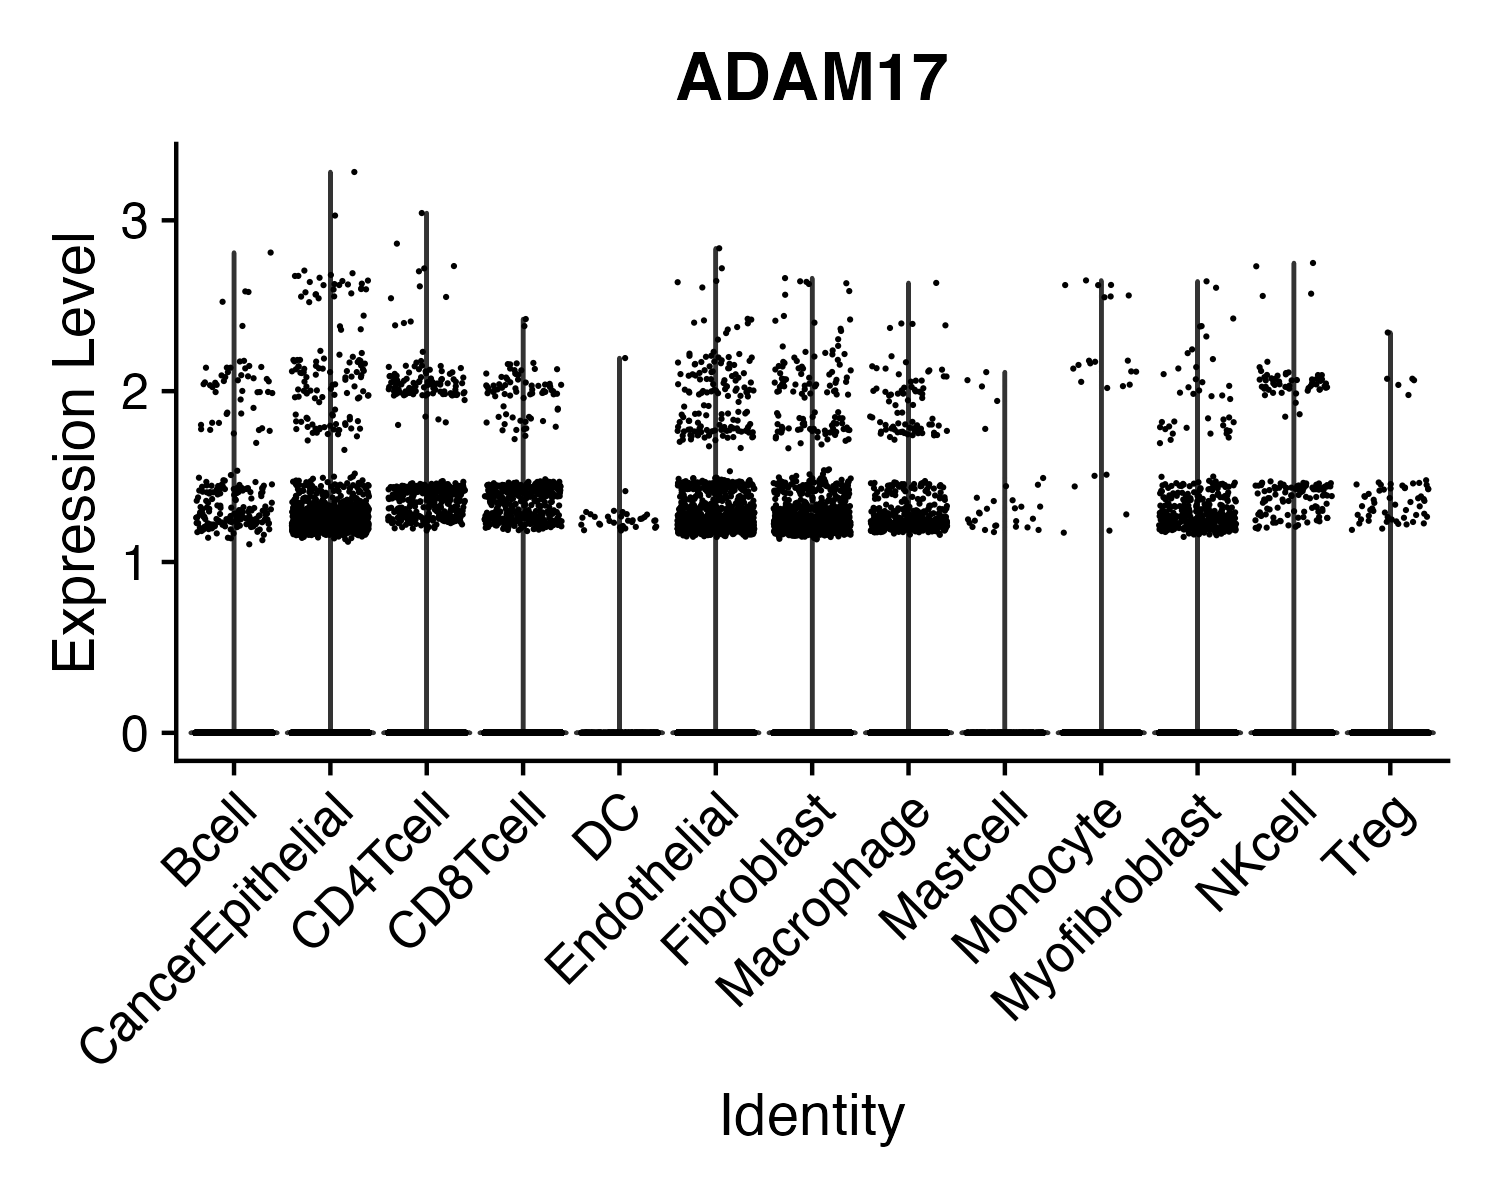 ADAM17
Expression Level
3
2
1
0
Bcell
CancerEpithelial
CD4Tcell
CD8Tcell
DC
Endothelial
Fibroblast
Macrophage
Mastcell
Monocyte
Myofibroblast
NKcell
Treg
Identity